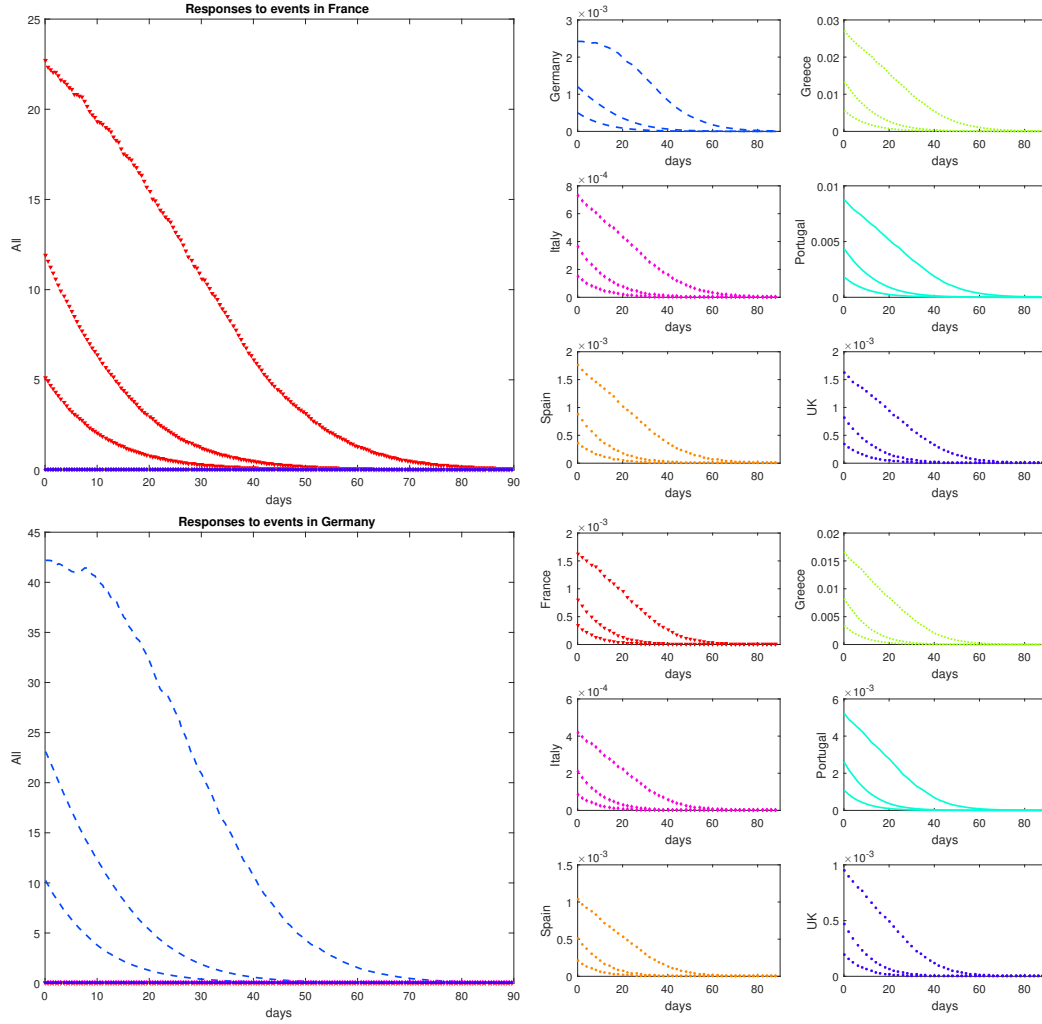 Responses to events in France
25
20
15
10
5
0
All
0 10 20 30 40 50 60 70 80 90
days
×10⁻³
3
2
1
0
Germany
0 20 40 60 80
days
0.03
0.02
0.01
0
Greece
0 20 40 60 80
days
×10⁻⁴
8
6
4
2
0
Italy
0 20 40 60 80
days
0.01
0.005
0
Portugal
0 20 40 60 80
days
×10⁻³
2
1.5
1
0.5
0
Spain
0 20 40 60 80
days
×10⁻³
2
1.5
1
0.5
0
UK
0 20 40 60 80
days
Responses to events in Germany
45
40
35
30
25
20
15
10
5
0
All
0 10 20 30 40 50 60 70 80 90
days
×10⁻³
2
1.5
1
0.5
0
France
0 20 40 60 80
days
0.02
0.015
0.01
0.005
0
Greece
0 20 40 60 80
days
×10⁻⁴
6
4
2
0
Italy
0 20 40 60 80
days
×10⁻³
6
4
2
0
Portugal
0 20 40 60 80
days
×10⁻³
1.5
1
0.5
0
Spain
0 20 40 60 80
days
×10⁻³
1
0.5
0
UK
0 20 40 60 80
days